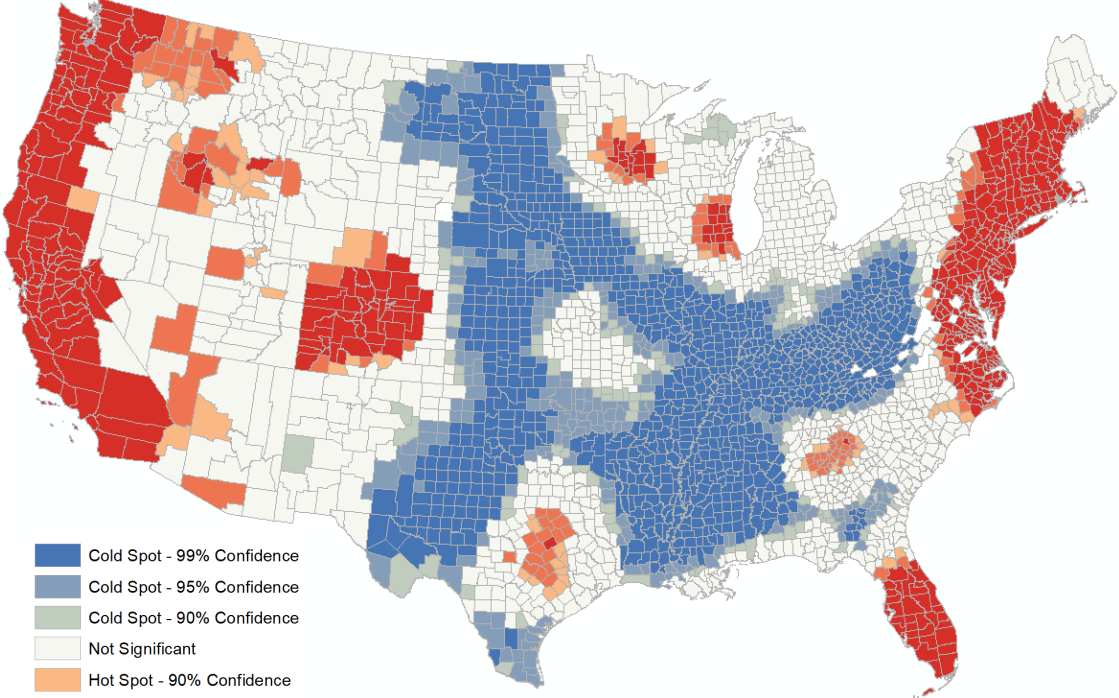 Cold Spot - 99% Confidence
Cold Spot - 95% Confidence
Cold Spot - 90% Confidence
Not Significant
Hot Spot - 90% Confidence